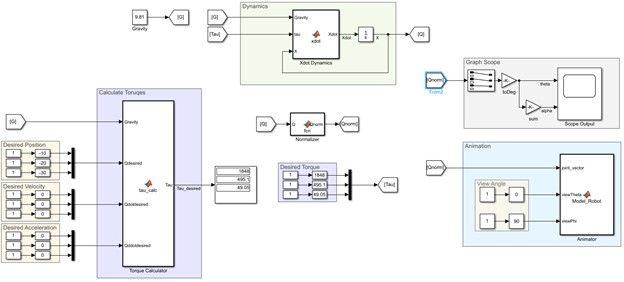 9.81
Gravity
[G]
Dynamics
[G]
[Tau]
Gravity
tau
X
xdot
Xdot
Xdot Dynamics
Xdot
1
s
X
[G]
Graph Scope
[Qnorm]
From2
-K-
toDeg
-K-
sum
theta
alpha
Scope Output
Calculate Toruqes
[G]
Gravity
Qdesired
Qdotdesired
Qddotdesired
tau_calc
Tau
Tau_desired
Torque Calculator
Desired Position
1
-10
1
-20
1
-30
Desired Velocity
1
0
1
0
1
0
Desired Acceleration
1
0
1
0
1
0
1848
495.1
49.05
[G]
Q
fcn
Qnorm
Normalizer
[Qnorm]
Desired Torque
1
1848
1
495.1
1
49.05
[Tau]
Animation
[Qnorm]
View Angle
1
0
1
90
joint_vector
viewTheta
viewPhi
Model_Robot
Animator